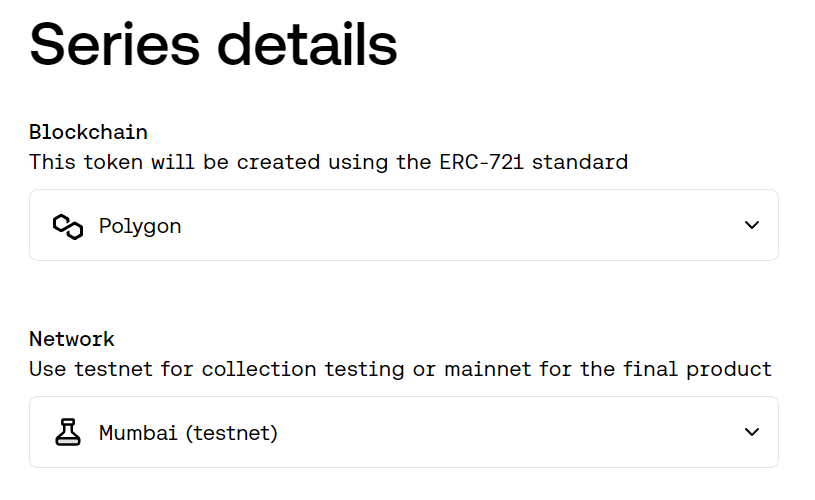 Series details
Blockchain
This token will be created using the ERC-721 standard
Polygon
Network
Use testnet for collection testing or mainnet for the final product
Mumbai (testnet)